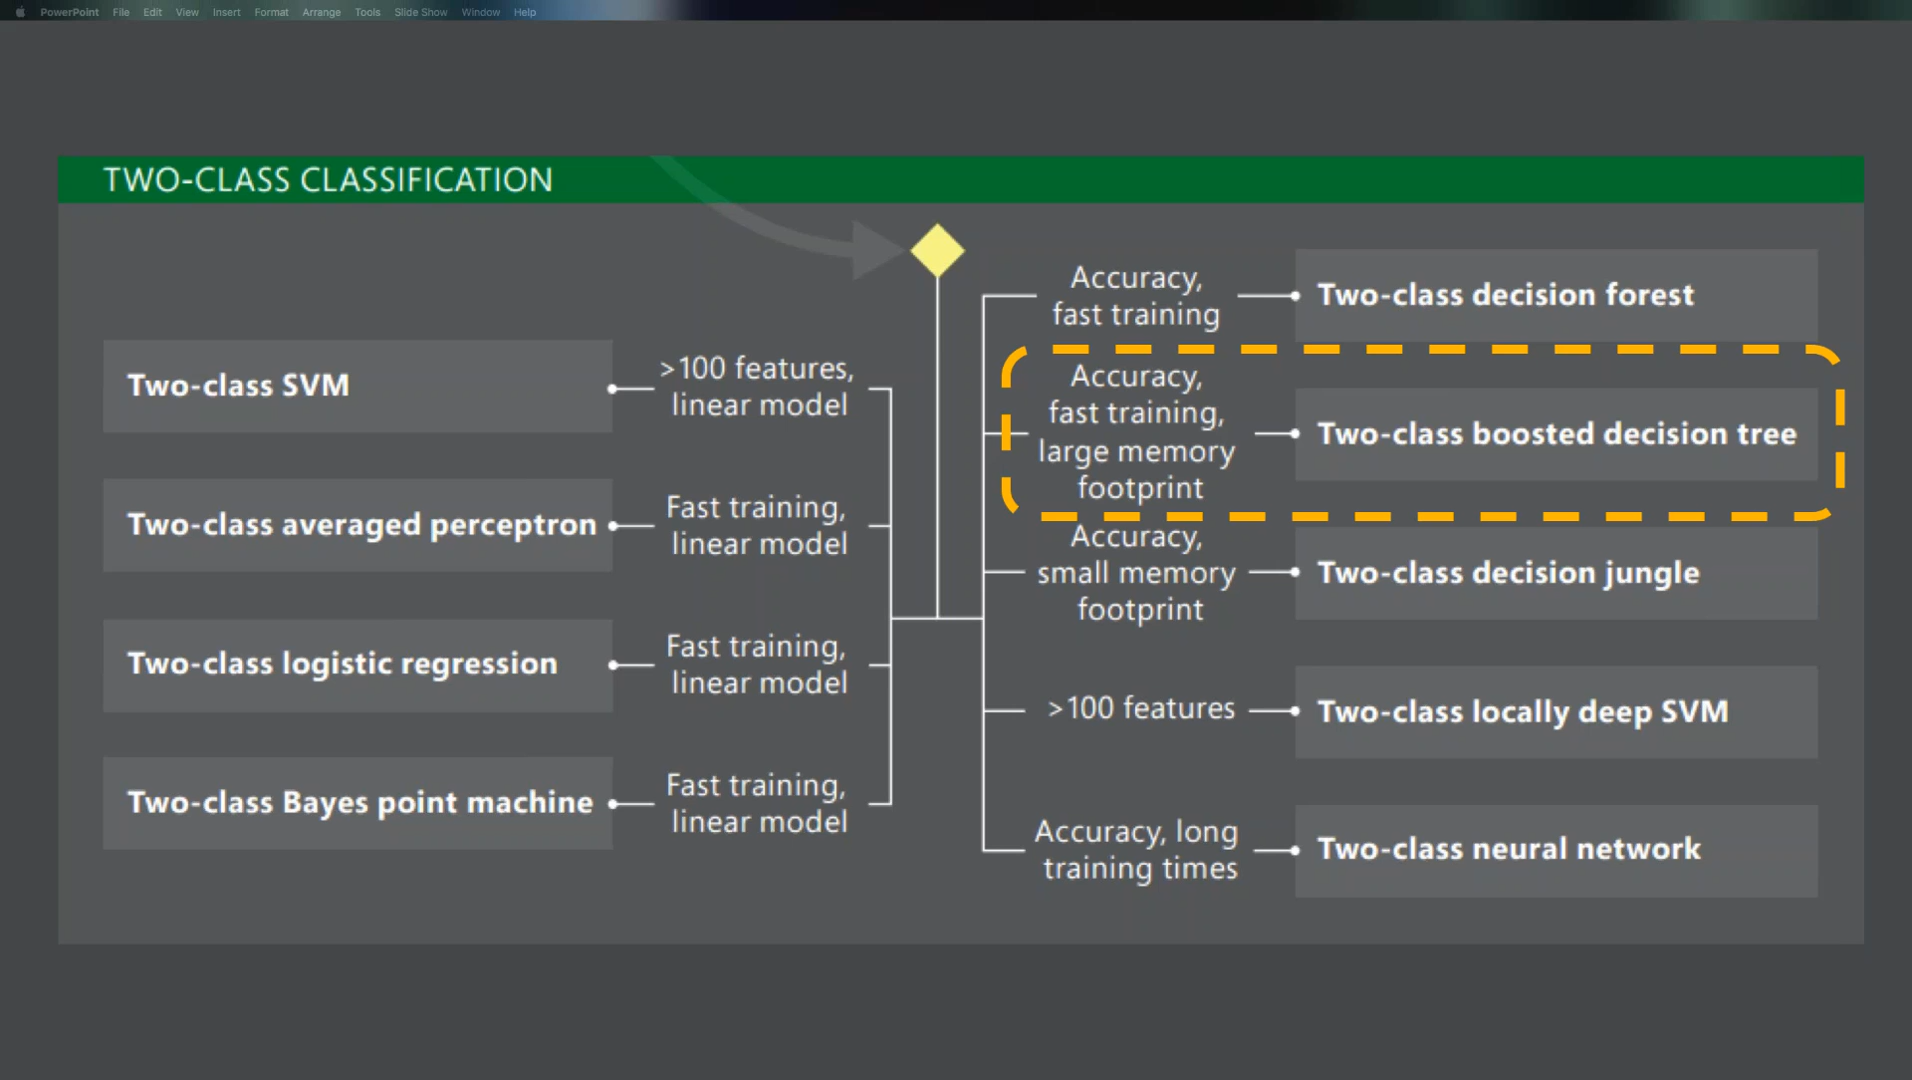 PowerPoint File Edit View Insert Format Arrange Tools Slide Show Window Help
TWO-CLASS CLASSIFICATION
Two-class SVM
>100 features,
linear model
Two-class averaged perceptron
Fast training,
linear model
Two-class logistic regression
Fast training,
linear model
Two-class Bayes point machine
Fast training,
linear model
Accuracy,
fast training
Two-class decision forest
Accuracy,
fast training,
large memory
footprint
Two-class boosted decision tree
Accuracy,
small memory
footprint
Two-class decision jungle
>100 features
Two-class locally deep SVM
Accuracy, long
training times
Two-class neural network